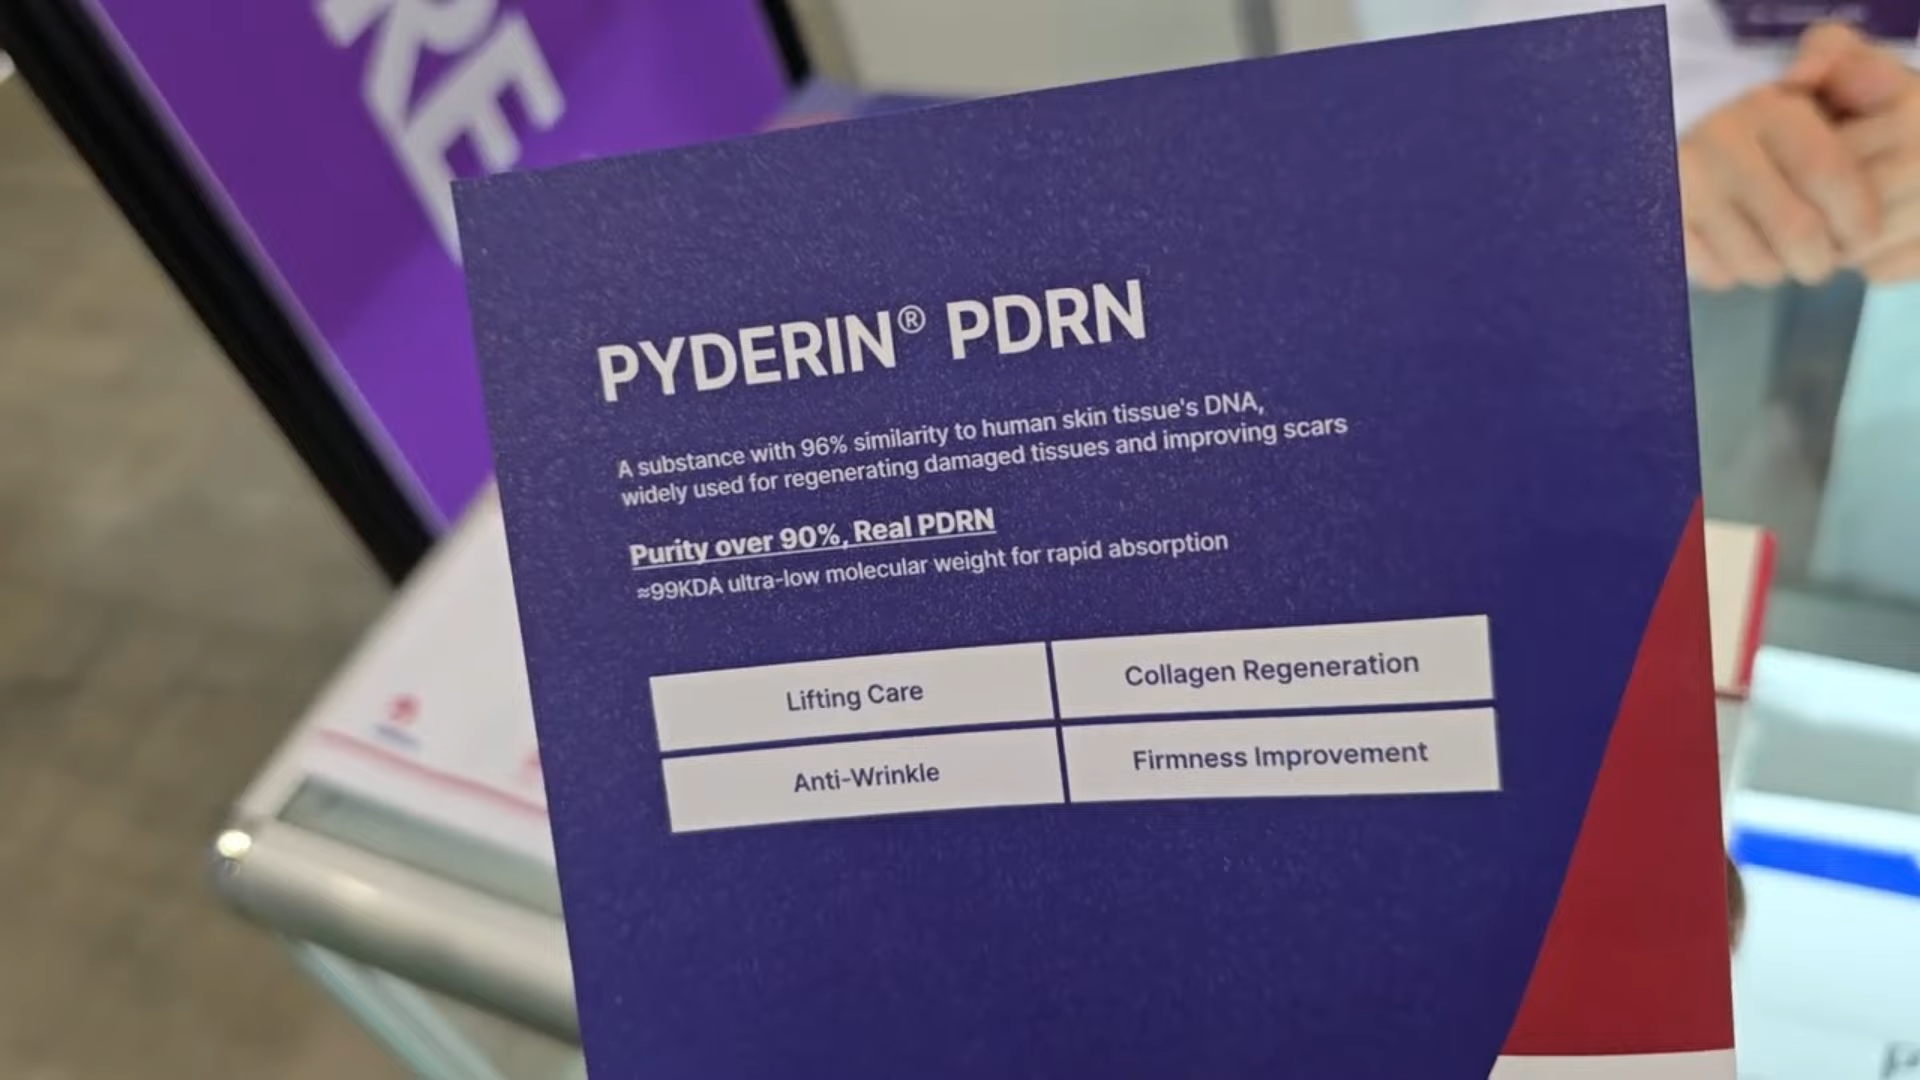 RE
PYDERIN® PDRN
A substance with 96% similarity to human skin tissue's DNA,
widely used for regenerating damaged tissues and improving scars
Purity over 90%, Real PDRN
≈99KDA ultra-low molecular weight for rapid absorption
Lifting Care
Collagen Regeneration
Anti-Wrinkle
Firmness Improvement